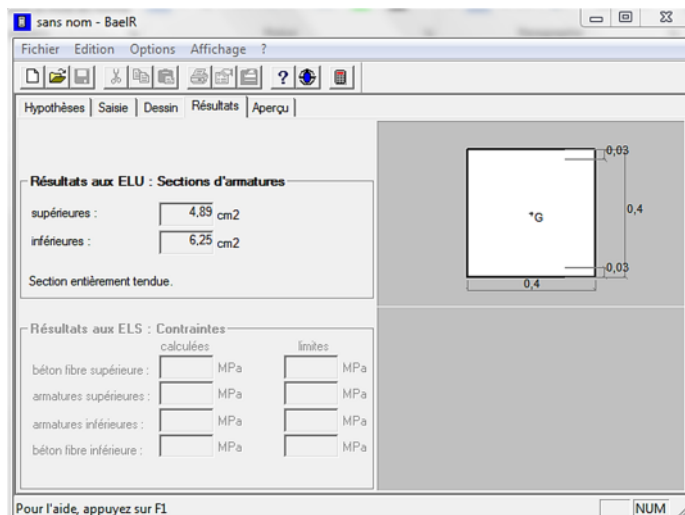 sans nom - BaelR
Fichier Edition Options Affichage ?
Hypothèses Saisie Dessin Résultats Aperçu
Résultats aux ELU : Sections d'armatures
supérieures : 4,89 cm2
inférieures : 6,25 cm2
Section entièrement tendue.
Résultats aux ELS : Contraintes
calculées limites
béton fibre supérieure : MPa MPa
armatures supérieures : MPa MPa
armatures inférieures : MPa MPa
béton fibre inférieure : MPa MPa
0,03
0,4
G
0,03
0,4
Pour l'aide, appuyez sur F1 NUM